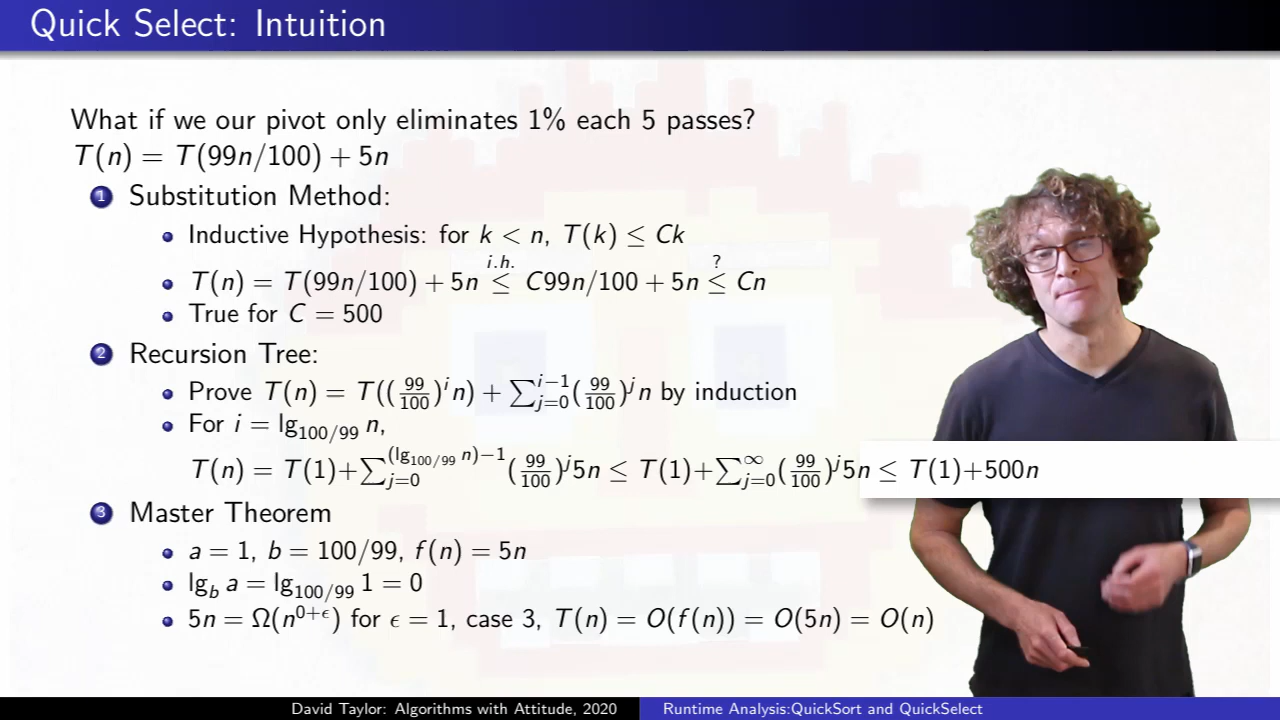 Quick Select: Intuition
What if we our pivot only eliminates 1% each 5 passes?
T(n) = T(99n/100) + 5n
1 Substitution Method:
• Inductive Hypothesis: for k < n, T(k) ≤ Ck
• T(n) = T(99n/100) + 5n ≤^{i.h.} C99n/100 + 5n ≤^{?} Cn
• True for C = 500
2 Recursion Tree:
• Prove T(n) = T((99/100)^i n) + ∑_{j=0}^{i−1}(99/100)^j n by induction
• For i = lg_{100/99} n,
T(n) = T(1)+∑_{j=0}^{(lg_{100/99} n)−1}(99/100)^j 5n ≤ T(1)+∑_{j=0}^{∞}(99/100)^j 5n ≤ T(1)+500n
3 Master Theorem
• a = 1, b = 100/99, f(n) = 5n
• lg_b a = lg_{100/99} 1 = 0
• 5n = Ω(n^{0+ϵ}) for ϵ = 1, case 3, T(n) = O(f(n)) = O(5n) = O(n)
David Taylor: Algorithms with Attitude, 2020
Runtime Analysis:QuickSort and QuickSelect